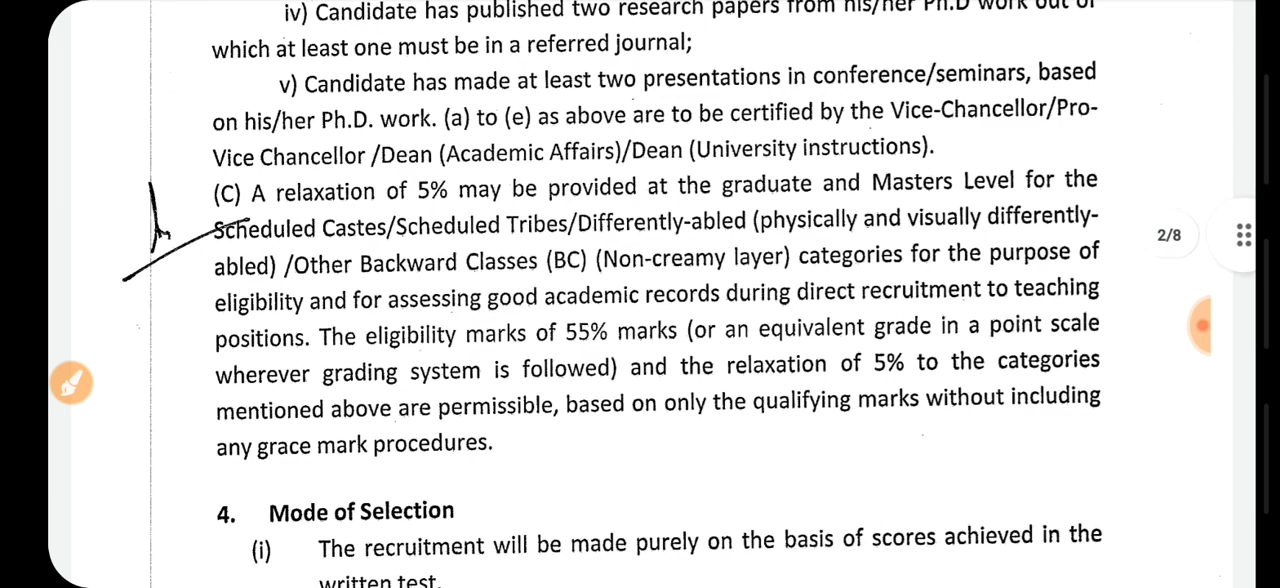 iv) Candidate has published two research papers from his/her Ph.D work out of
which at least one must be in a referred journal;
v) Candidate has made at least two presentations in conference/seminars, based
on his/her Ph.D. work. (a) to (e) as above are to be certified by the Vice-Chancellor/Pro-
Vice Chancellor /Dean (Academic Affairs)/Dean (University instructions).
(C) A relaxation of 5% may be provided at the graduate and Masters Level for the
Scheduled Castes/Scheduled Tribes/Differently-abled (physically and visually differently-
abled) /Other Backward Classes (BC) (Non-creamy layer) categories for the purpose of
eligibility and for assessing good academic records during direct recruitment to teaching
positions. The eligibility marks of 55% marks (or an equivalent grade in a point scale
wherever grading system is followed) and the relaxation of 5% to the categories
mentioned above are permissible, based on only the qualifying marks without including
any grace mark procedures.
4. Mode of Selection
(i) The recruitment will be made purely on the basis of scores achieved in the
written test.
2/8